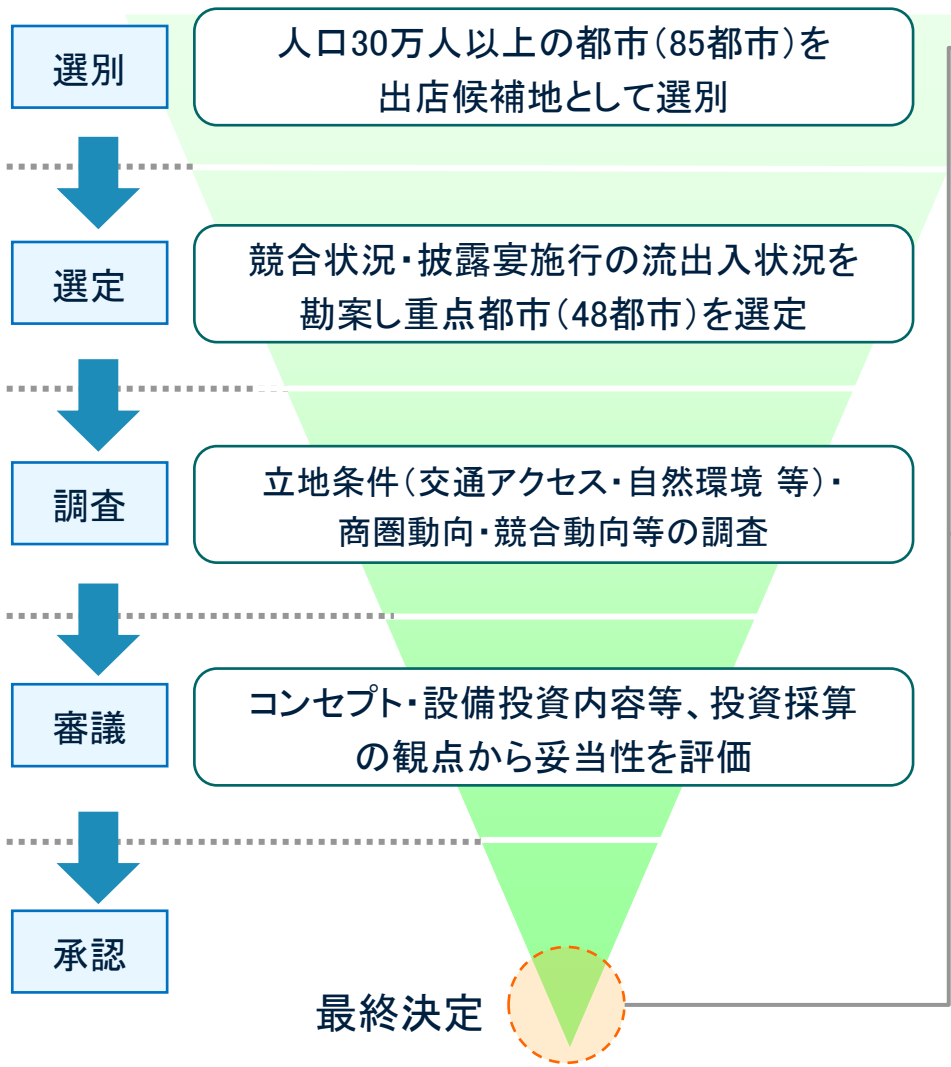 選別
人口30万人以上の都市(85都市)を
出店候補地として選別
選定
競合状況・披露宴施行の流出入状況を
勘案し重点都市(48都市)を選定
調査
立地条件(交通アクセス・自然環境 等)・
商圏動向・競合動向等の調査
審議
コンセプト・設備投資内容等、投資採算
の観点から妥当性を評価
承認
最終決定